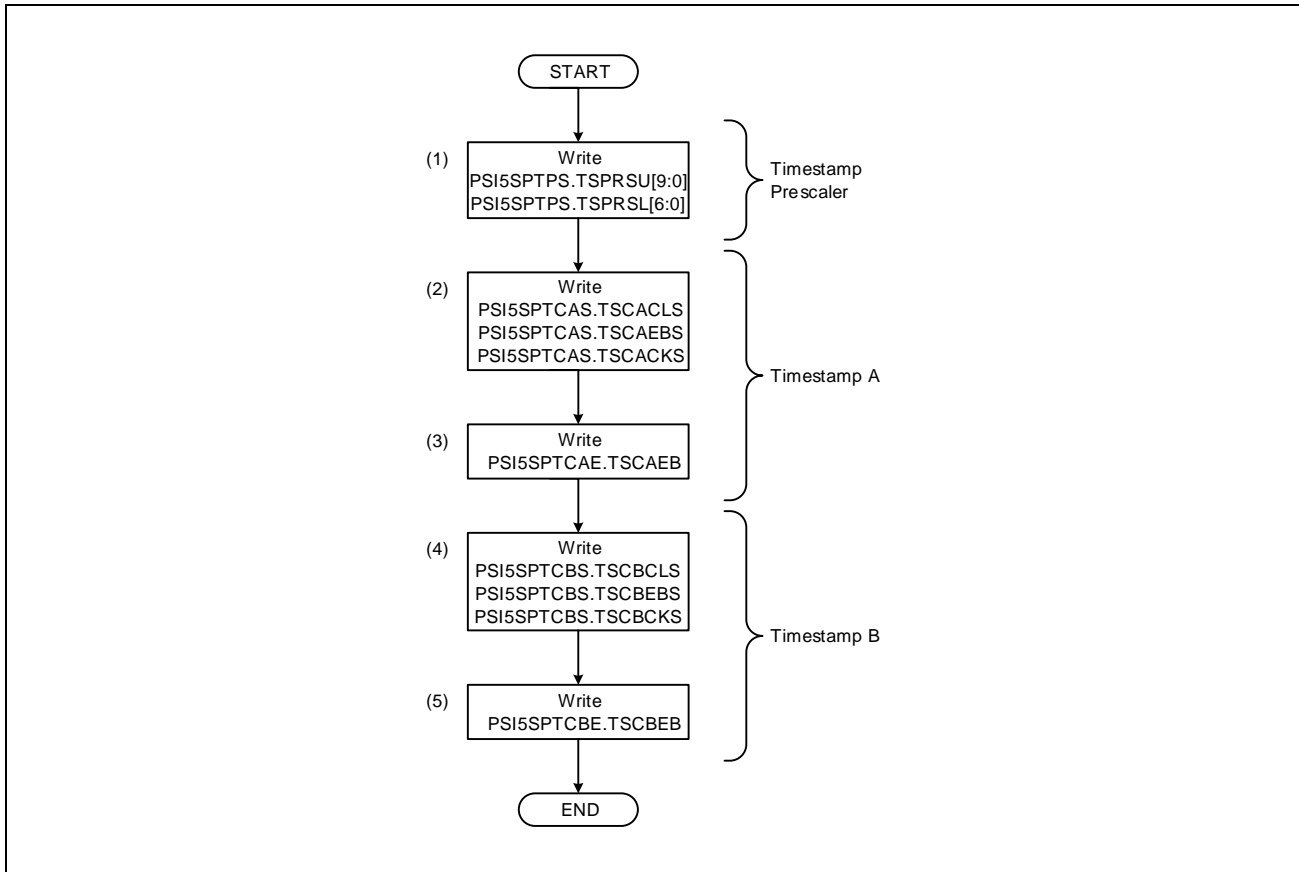 START
(1)
Write
PSI5SPTPS.TSPRSU[9:0]
PSI5SPTPS.TSPRSL[6:0]
Timestamp
Prescaler
(2)
Write
PSI5SPTCAS.TSCACLS
PSI5SPTCAS.TSCAEBS
PSI5SPTCAS.TSCACKS
Timestamp A
(3)
Write
PSI5SPTCAE.TSCAEB
(4)
Write
PSI5SPTCBS.TSCBCLS
PSI5SPTCBS.TSCBEBS
PSI5SPTCBS.TSCBCKS
Timestamp B
(5)
Write
PSI5SPTCBE.TSCBEB
END